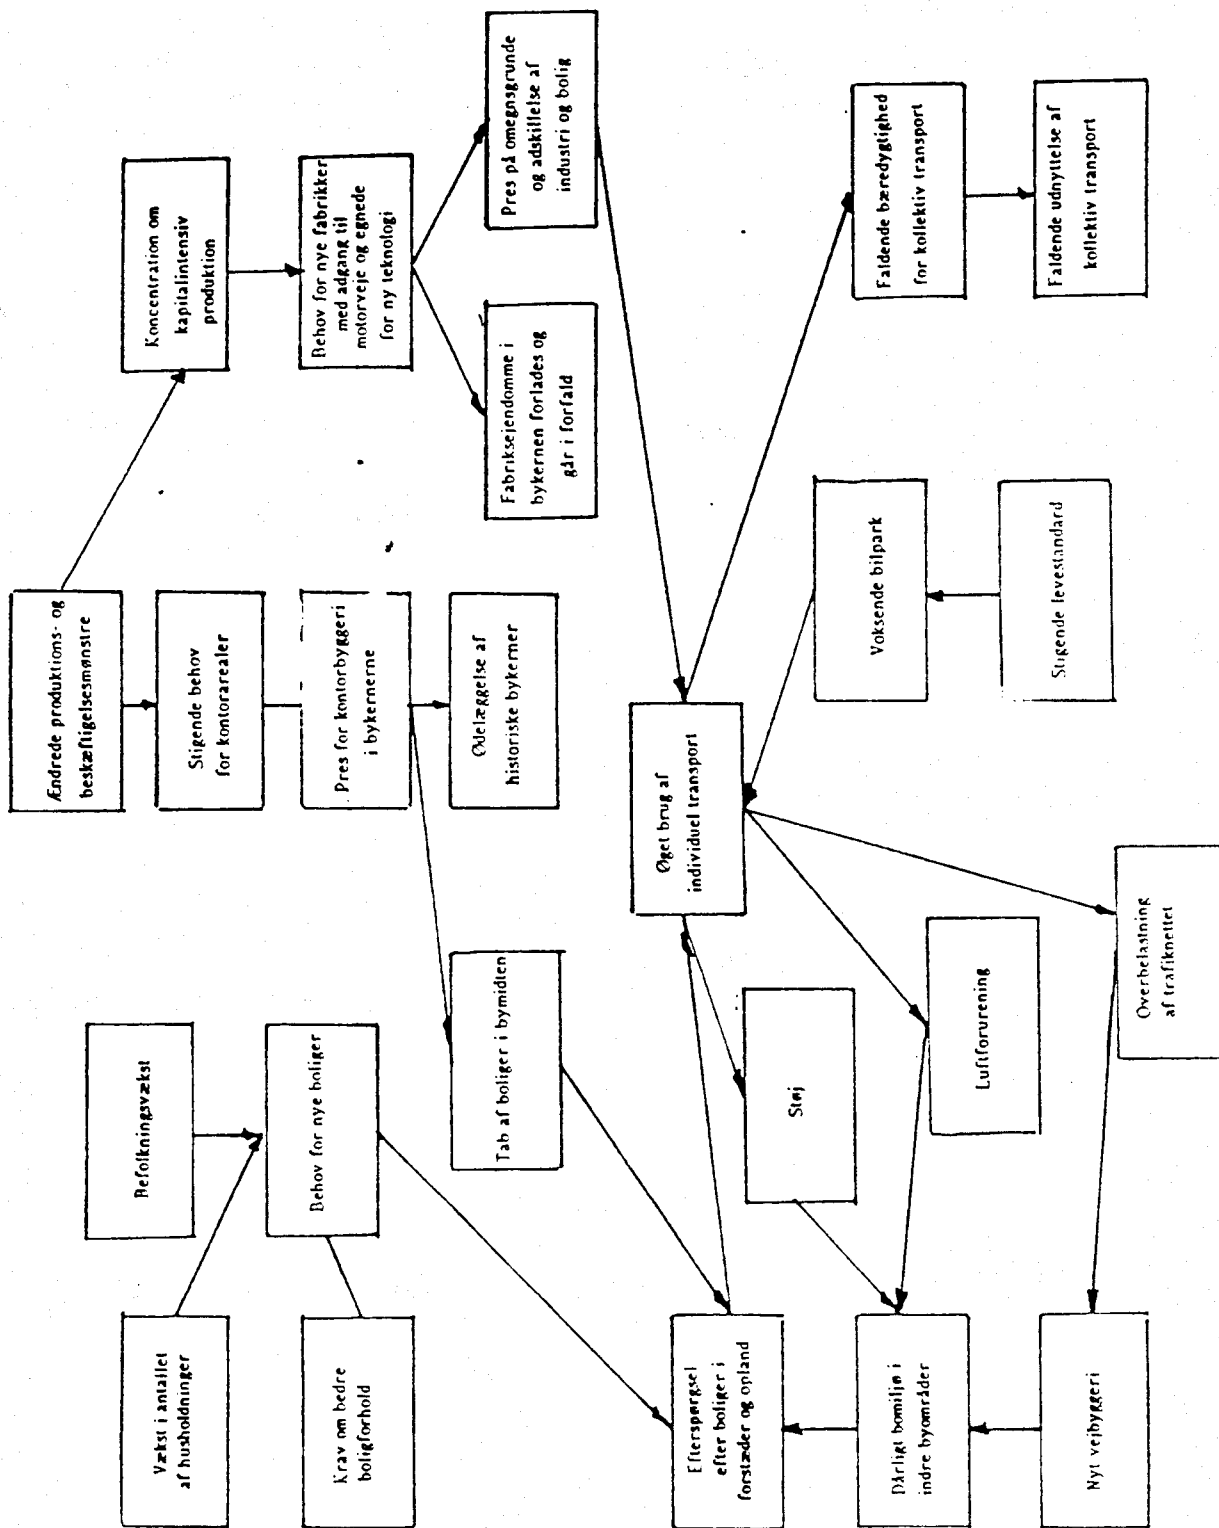 Vækst i antallet
af husholdninger
Befolkningsvækst
Ændrede produktions- og
beskæftigelsesmønstre
Koncentration om
kapitalintensiv
produktion
Stigende behov
for kontorarealer
Krav om bedre
boligforhold
Behov for nye boliger
Pres for kontorbyggeri
i bykernerne
Behov for nye fabrikker
med adgang til
motorveje og egnede
for ny teknologi
Tab af boliger i bymidten
Ødelæggelse af
historiske bykerner
Fabriksejendomme i
bykernen forlades og
går i forfald
Pres på omegnsgrunde
og adskillelse af
industri og bolig
Efterspørgsel
efter boliger i
forstæder og opland
Øget brug af
individuel transport
Støj
Dårligt bomiljø i
indre byområder
Luftforurening
Voksende bilpark
Faldende bæredygtighed
for kollektiv transport
Nyt vejbyggeri
Overbelastning
af trafiknettet
Stigende levestandard
Faldende udnyttelse af
kollektiv transport